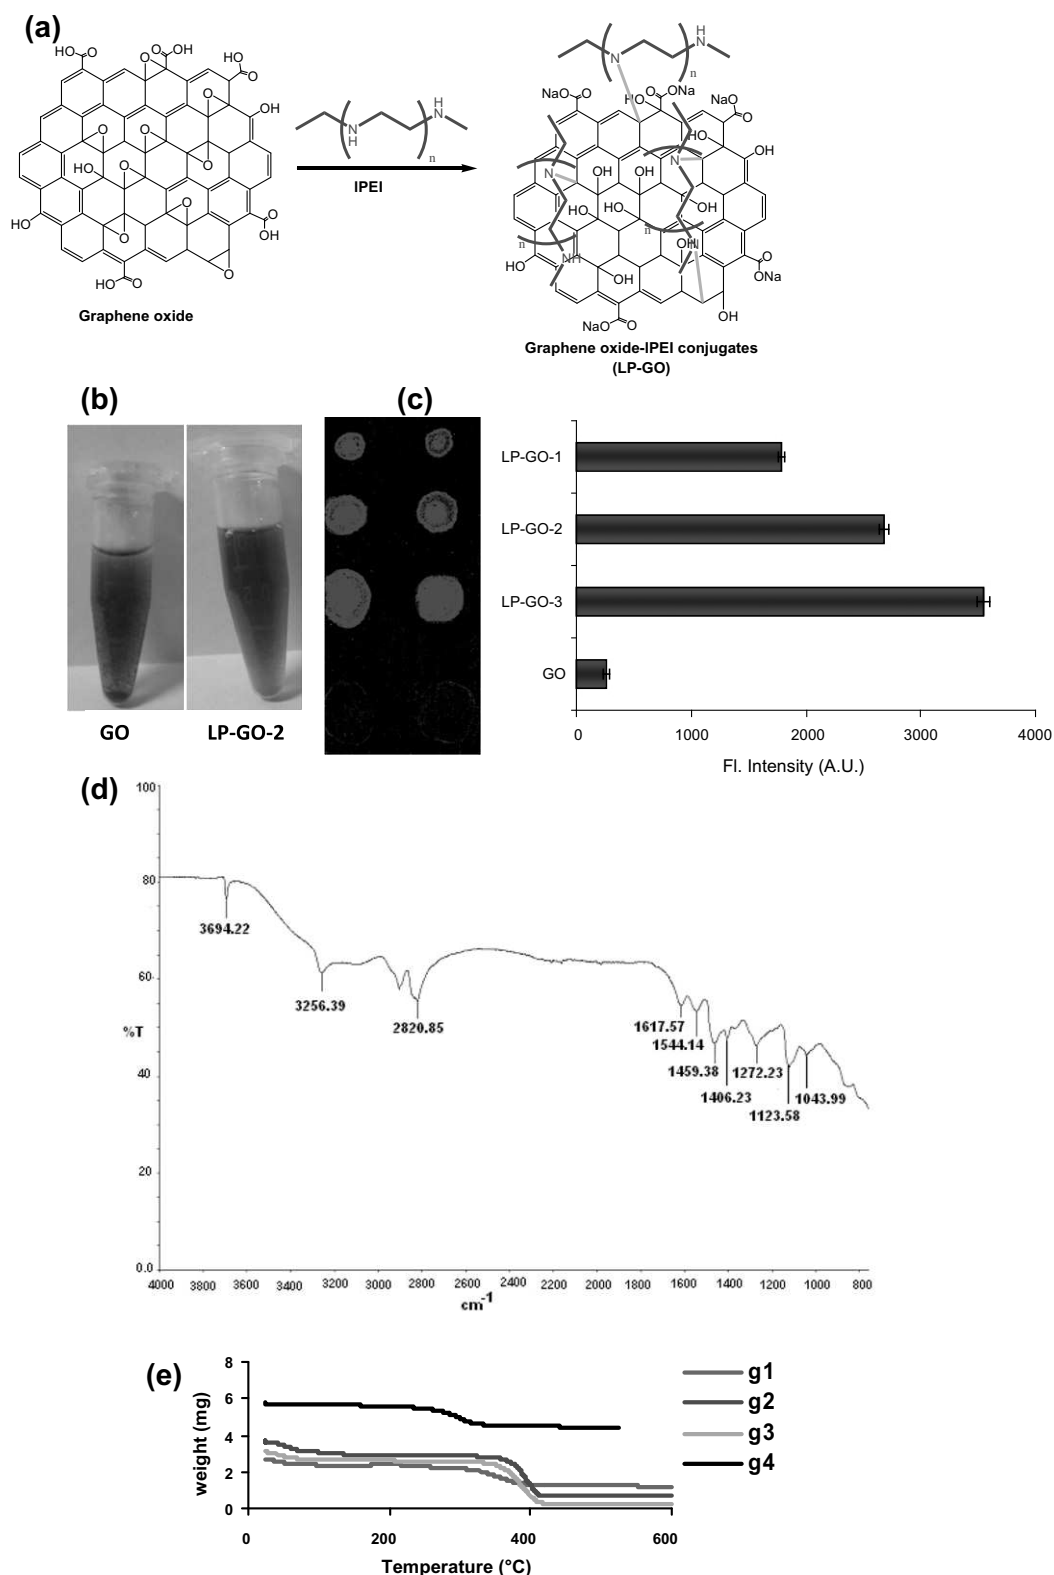 (a)
HO
O
O
OH
O
O
HO
O
O
OH
O
O
O
O
O
HO
O
HO
O
O
O
OH
HO
O
O
Graphene oxide
N
H
H
N
n
lPEI
H
N
N
n
NaO
O
O
ONa
NaO
O
HO
HO
OH
N
N
OH
OH
HO
HO
OH
n
n
OH
N
NH
HO
OH
O
ONa
NaO
O
OH
Graphene oxide-lPEI conjugates
(LP-GO)
(b)
GO
LP-GO-2
(c)
LP-GO-1
LP-GO-2
LP-GO-3
GO
0 1000 2000 3000 4000
Fl. Intensity (A.U.)
(d)
100
80
60
%T
40
20
0.0
3694.22
3256.39
2820.85
1617.57
1544.14
1459.38
1406.23
1272.23
1123.58
1043.99
4000 3800 3600 3400 3200 2800 2600 2400 2200 2000 1800 1600 1400 1200 1000 800
cm-1
(e)
weight (mg)
8
6
4
2
0
0 200 400 600
Temperature (°C)
g1
g2
g3
g4